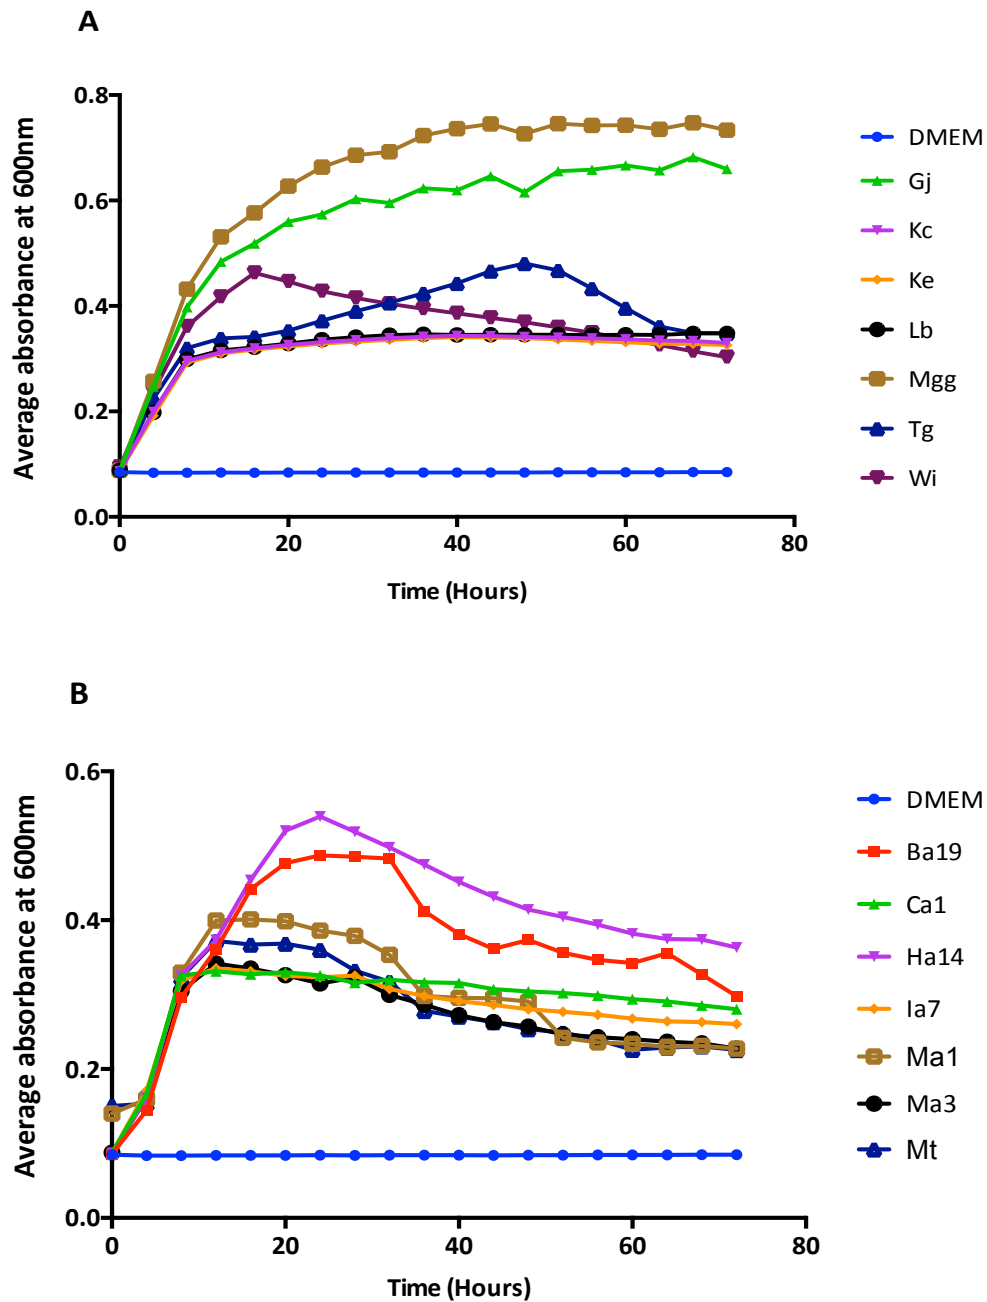 A
Average absorbance at 600nm
0.8
0.6
0.4
0.2
0.0
0 20 40 60 80
Time (Hours)
DMEM
Gj
Kc
Ke
Lb
Mgg
Tg
Wi
B
Average absorbance at 600nm
0.6
0.4
0.2
0.0
0 20 40 60 80
Time (Hours)
DMEM
Ba19
Ca1
Ha14
Ia7
Ma1
Ma3
Mt